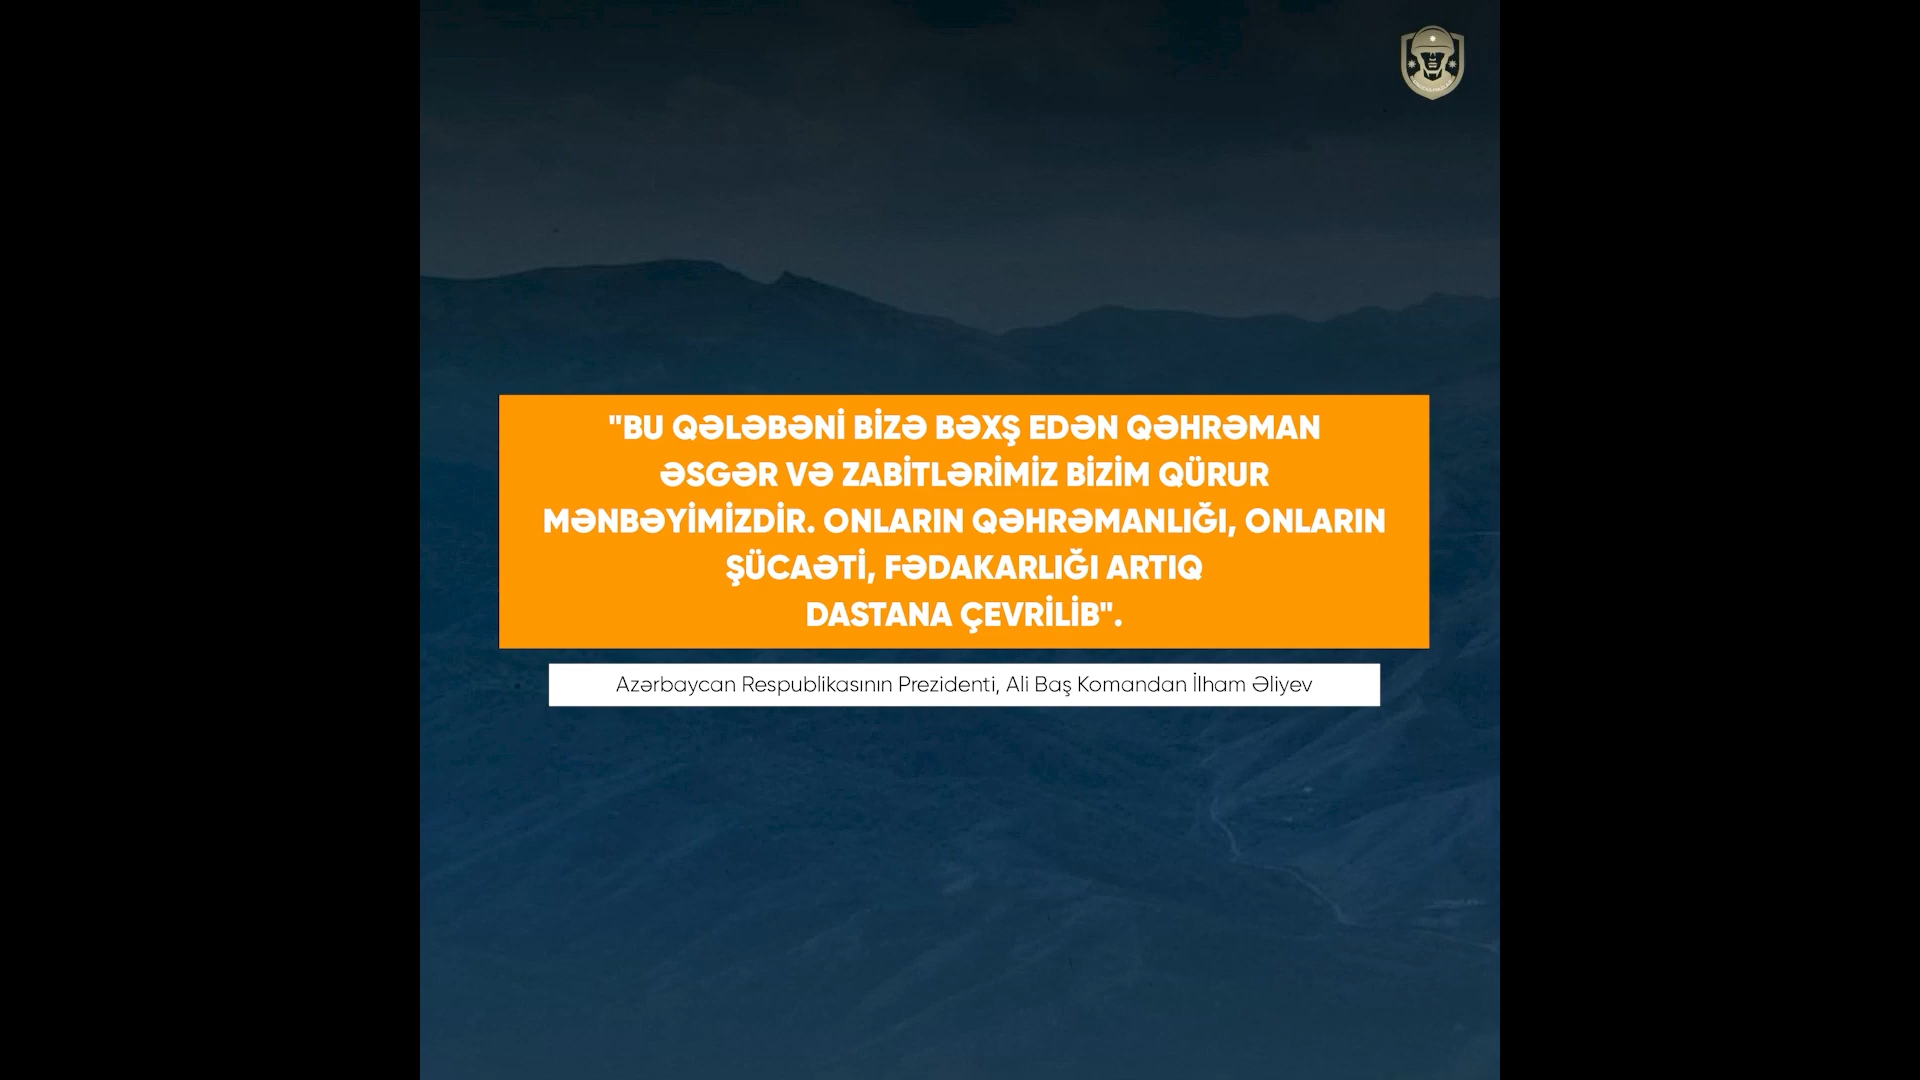 "BU QƏLƏBƏNİ BİZƏ BƏXŞ EDƏN QƏHRƏMAN
ƏSGƏR VƏ ZABİTLƏRİMİZ BİZİM QÜRUR
MƏNBƏYİMİZDİR. ONLARIN QƏHRƏMANLIĞI, ONLARIN
ŞÜCAƏTİ, FƏDAKARLIĞI ARTIQ
DASTANA ÇEVRİLİB".
Azərbaycan Respublikasının Prezidenti, Ali Baş Komandan İlham Əliyev